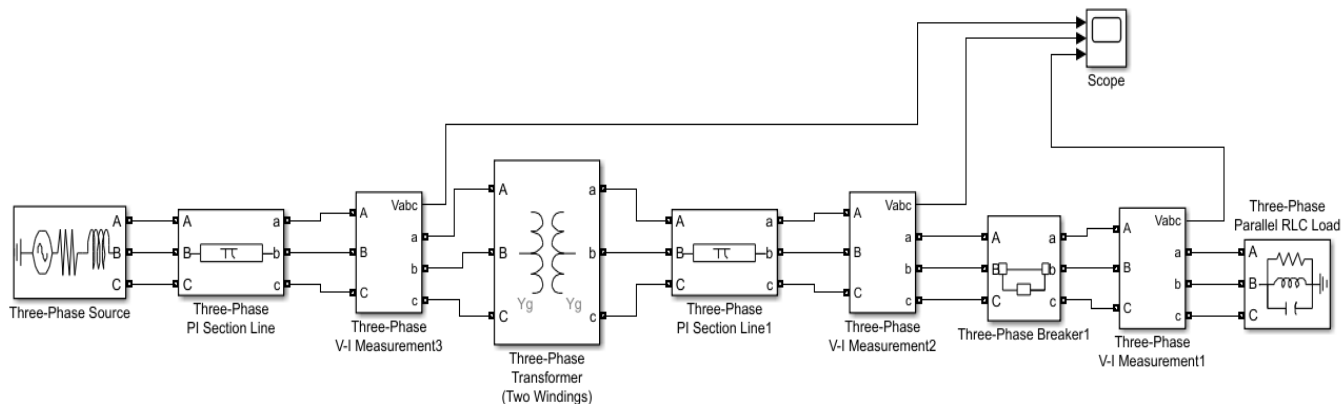 Scope
Vabc
A
a
B
b
C
c
Three-Phase
V-I Measurement3
A
B
C
Three-Phase Source
A
a
B
b
C
c
π
Three-Phase
PI Section Line
A
a
B
b
C
c
Yg
Yg
Three-Phase
Transformer
(Two Windings)
A
a
B
b
C
c
π
Three-Phase
PI Section Line1
Vabc
A
a
B
b
C
c
Three-Phase
V-I Measurement2
A
a
B
b
C
c
Three-Phase Breaker1
Vabc
A
a
B
b
C
c
Three-Phase
V-I Measurement1
Three-Phase
Parallel RLC Load
A
B
C